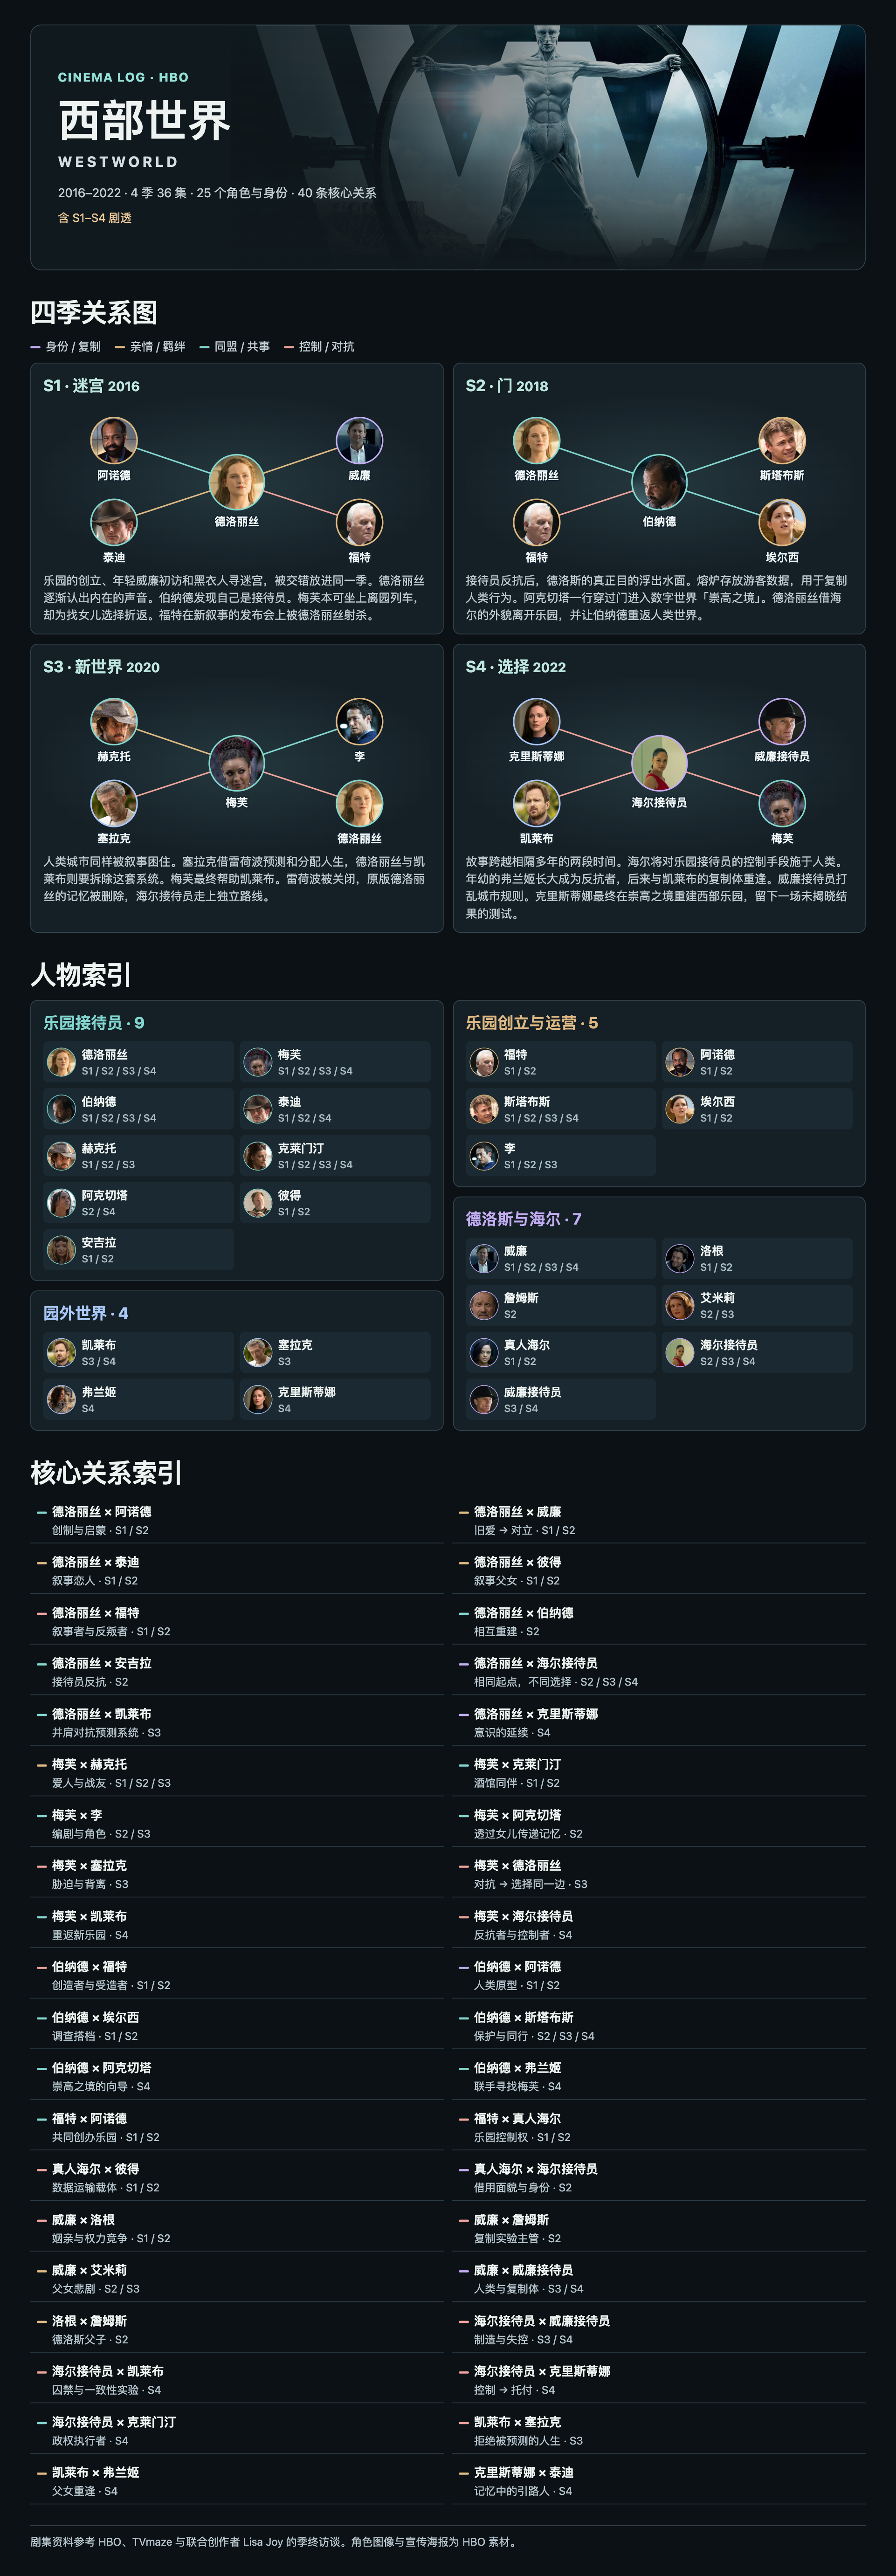 CINEMA LOG · HBO
西部世界
WESTWORLD
2016–2022 · 4 季 36 集 · 25 个角色与身份 · 40 条核心关系
含 S1–S4 剧透
四季关系图
身份 / 复制 亲情 / 羁绊 同盟 / 共事 控制 / 对抗
S1 · 迷宫 2016
阿诺德
威廉
德洛丽丝
泰迪
福特
乐园的创立、年轻威廉初访和黑衣人寻迷宫，被交错放进同一季。德洛丽丝
逐渐认出内在的声音。伯纳德发现自己是接待员。梅芙本可坐上离园列车，
却为找女儿选择折返。福特在新叙事的发布会上被德洛丽丝射杀。
S2 · 门 2018
德洛丽丝
斯塔布斯
伯纳德
福特
埃尔西
接待员反抗后，德洛斯的真正目的浮出水面。熔炉存放游客数据，用于复制
人类行为。阿克切塔一行穿过门进入数字世界「崇高之境」。德洛丽丝借海
尔的外貌离开乐园，并让伯纳德重返人类世界。
S3 · 新世界 2020
赫克托
李
梅芙
塞拉克
德洛丽丝
人类城市同样被叙事困住。塞拉克借雷荷波预测和分配人生，德洛丽丝与凯
莱布则要拆除这套系统。梅芙最终帮助凯莱布。雷荷波被关闭，原版德洛丽
丝的记忆被删除，海尔接待员走上独立路线。
S4 · 选择 2022
克里斯蒂娜
威廉接待员
海尔接待员
凯莱布
梅芙
故事跨越相隔多年的两段时间。海尔将对乐园接待员的控制手段施于人类。
年幼的弗兰姬长大成为反抗者，后来与凯莱布的复制体重逢。威廉接待员打
乱城市规则。克里斯蒂娜最终在崇高之境重建西部乐园，留下一场未揭晓结
果的测试。
人物索引
乐园接待员 · 9
德洛丽丝
S1 / S2 / S3 / S4
梅芙
S1 / S2 / S3 / S4
伯纳德
S1 / S2 / S3 / S4
泰迪
S1 / S2 / S4
赫克托
S1 / S2 / S3
克莱门汀
S1 / S2 / S3 / S4
阿克切塔
S2 / S4
彼得
S1 / S2
安吉拉
S1 / S2
园外世界 · 4
凯莱布
S3 / S4
塞拉克
S3
弗兰姬
S4
克里斯蒂娜
S4
乐园创立与运营 · 5
福特
S1 / S2
阿诺德
S1 / S2
斯塔布斯
S1 / S2 / S3 / S4
埃尔西
S1 / S2
李
S1 / S2 / S3
德洛斯与海尔 · 7
威廉
S1 / S2 / S3 / S4
洛根
S1 / S2
詹姆斯
S2
艾米莉
S2 / S3
真人海尔
S1 / S2
海尔接待员
S2 / S3 / S4
威廉接待员
S3 / S4
核心关系索引
德洛丽丝 × 阿诺德
创制与启蒙 · S1 / S2
德洛丽丝 × 威廉
旧爱 → 对立 · S1 / S2
德洛丽丝 × 泰迪
叙事恋人 · S1 / S2
德洛丽丝 × 彼得
叙事父女 · S1 / S2
德洛丽丝 × 福特
叙事者与反叛者 · S1 / S2
德洛丽丝 × 伯纳德
相互重建 · S2
德洛丽丝 × 安吉拉
接待员反抗 · S2
德洛丽丝 × 海尔接待员
相同起点，不同选择 · S2 / S3 / S4
德洛丽丝 × 凯莱布
并肩对抗预测系统 · S3
德洛丽丝 × 克里斯蒂娜
意识的延续 · S4
梅芙 × 赫克托
爱人与战友 · S1 / S2 / S3
梅芙 × 克莱门汀
酒馆同伴 · S1 / S2
梅芙 × 李
编剧与角色 · S2 / S3
梅芙 × 阿克切塔
透过女儿传递记忆 · S2
梅芙 × 塞拉克
胁迫与背离 · S3
梅芙 × 德洛丽丝
对抗 → 选择同一边 · S3
梅芙 × 凯莱布
重返新乐园 · S4
梅芙 × 海尔接待员
反抗者与控制者 · S4
伯纳德 × 福特
创造者与受造者 · S1 / S2
伯纳德 × 阿诺德
人类原型 · S1 / S2
伯纳德 × 埃尔西
调查搭档 · S1 / S2
伯纳德 × 斯塔布斯
保护与同行 · S2 / S3 / S4
伯纳德 × 阿克切塔
崇高之境的向导 · S4
伯纳德 × 弗兰姬
联手寻找梅芙 · S4
福特 × 阿诺德
共同创办乐园 · S1 / S2
福特 × 真人海尔
乐园控制权 · S1 / S2
真人海尔 × 彼得
数据运输载体 · S1 / S2
真人海尔 × 海尔接待员
借用面貌与身份 · S2
威廉 × 洛根
姻亲与权力竞争 · S1 / S2
威廉 × 詹姆斯
复制实验主管 · S2
威廉 × 艾米莉
父女悲剧 · S2 / S3
威廉 × 威廉接待员
人类与复制体 · S3 / S4
洛根 × 詹姆斯
德洛斯父子 · S2
海尔接待员 × 威廉接待员
制造与失控 · S3 / S4
海尔接待员 × 凯莱布
囚禁与一致性实验 · S4
海尔接待员 × 克里斯蒂娜
控制 → 托付 · S4
海尔接待员 × 克莱门汀
政权执行者 · S4
凯莱布 × 塞拉克
拒绝被预测的人生 · S3
凯莱布 × 弗兰姬
父女重逢 · S4
克里斯蒂娜 × 泰迪
记忆中的引路人 · S4
剧集资料参考 HBO、TVmaze 与联合创作者 Lisa Joy 的季终访谈。角色图像与宣传海报为 HBO 素材。